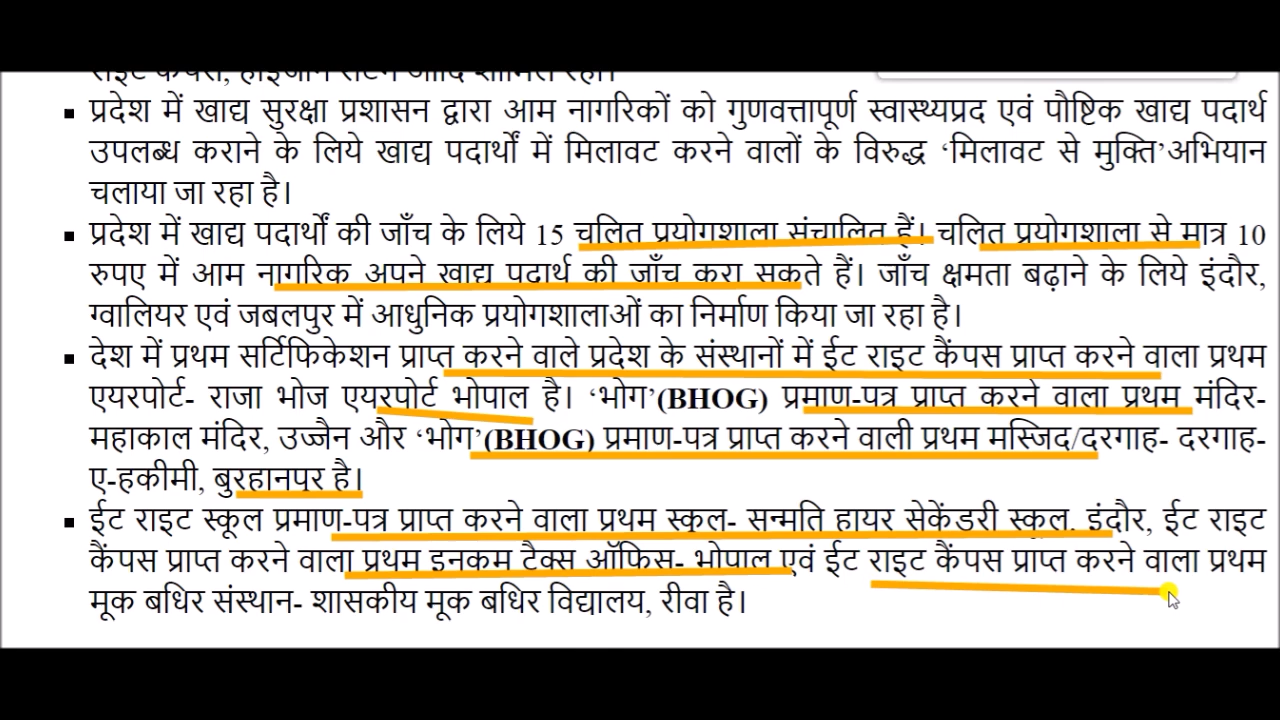 प्रदेश में खाद्य सुरक्षा प्रशासन द्वारा आम नागरिकों को गुणवत्तापूर्ण स्वास्थ्यप्रद एवं पौष्टिक खाद्य पदार्थ
उपलब्ध कराने के लिये खाद्य पदार्थों में मिलावट करने वालों के विरुद्ध ‘मिलावट से मुक्ति’अभियान
चलाया जा रहा है।
प्रदेश में खाद्य पदार्थों की जाँच के लिये 15 चलित प्रयोगशाला संचालित हैं। चलित प्रयोगशाला से मात्र 10
रुपए में आम नागरिक अपने खाद्य पदार्थ की जाँच करा सकते हैं। जाँच क्षमता बढ़ाने के लिये इंदौर,
ग्वालियर एवं जबलपुर में आधुनिक प्रयोगशालाओं का निर्माण किया जा रहा है।
देश में प्रथम सर्टिफिकेशन प्राप्त करने वाले प्रदेश के संस्थानों में ईट राइट कैंपस प्राप्त करने वाला प्रथम
एयरपोर्ट- राजा भोज एयरपोर्ट भोपाल है। ‘भोग’(BHOG) प्रमाण-पत्र प्राप्त करने वाला प्रथम मंदिर-
महाकाल मंदिर, उज्जैन और ‘भोग’(BHOG) प्रमाण-पत्र प्राप्त करने वाली प्रथम मस्जिद/दरगाह- दरगाह-
ए-हकीमी, बुरहानपुर है।
ईट राइट स्कूल प्रमाण-पत्र प्राप्त करने वाला प्रथम स्कूल- सन्मति हायर सेकेंडरी स्कूल, इंदौर, ईट राइट
कैंपस प्राप्त करने वाला प्रथम इनकम टैक्स ऑफिस- भोपाल एवं ईट राइट कैंपस प्राप्त करने वाला प्रथम
मूक बधिर संस्थान- शासकीय मूक बधिर विद्यालय, रीवा है।